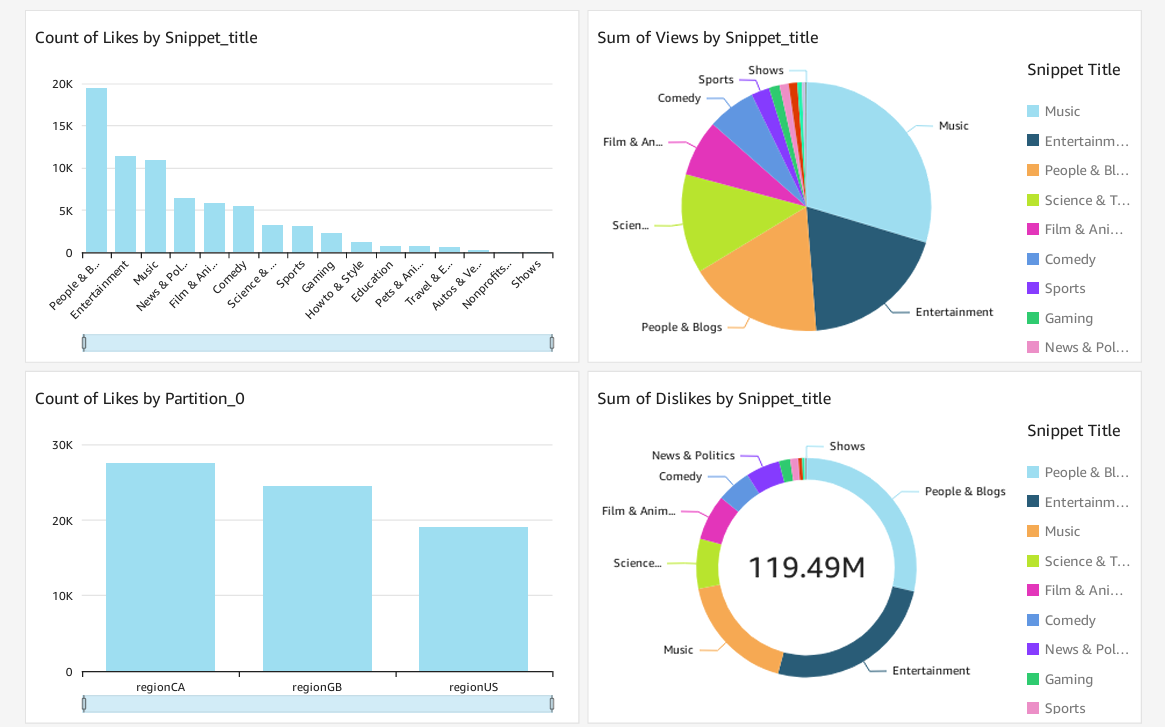 Count of Likes by Snippet_title
20K
15K
10K
5K
0
People & B...
Entertainment
Music
News & Pol...
Film & Ani...
Comedy
Science & ...
Sports
Gaming
Howto & Style
Education
Pets & Ani...
Travel & E...
Autos & Ve...
Nonprofits...
Shows
Sum of Views by Snippet_title
Shows
Sports
Comedy
Film & An...
Scien...
People & Blogs
Music
Entertainment
Snippet Title
Music
Entertainm...
People & Bl...
Science & T...
Film & Ani...
Comedy
Sports
Gaming
News & Pol...
Count of Likes by Partition_0
30K
20K
10K
0
regionCA
regionGB
regionUS
Sum of Dislikes by Snippet_title
Shows
News & Politics
Comedy
Film & Anim...
Science...
Music
People & Blogs
Entertainment
119.49M
Snippet Title
People & Bl...
Entertainm...
Music
Science & T...
Film & Ani...
Comedy
News & Pol...
Gaming
Sports